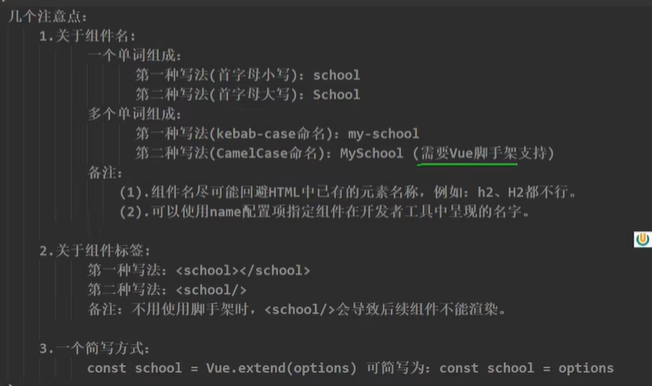 几个注意点：
1.关于组件名：
一个单词组成：
第一种写法(首字母小写)：school
第二种写法(首字母大写)：School
多个单词组成：
第一种写法(kebab-case命名)：my-school
第二种写法(CamelCase命名)：MySchool (需要Vue脚手架支持)
备注：
(1).组件名尽可能回避HTML中已有的元素名称，例如：h2、H2都不行。
(2).可以使用name配置项指定组件在开发者工具中呈现的名字。
2.关于组件标签：
第一种写法：<school></school>
第二种写法：<school/>
备注：不用使用脚手架时，<school/>会导致后续组件不能渲染。
3.一个简写方式：
const school = Vue.extend(options) 可简写为：const school = options